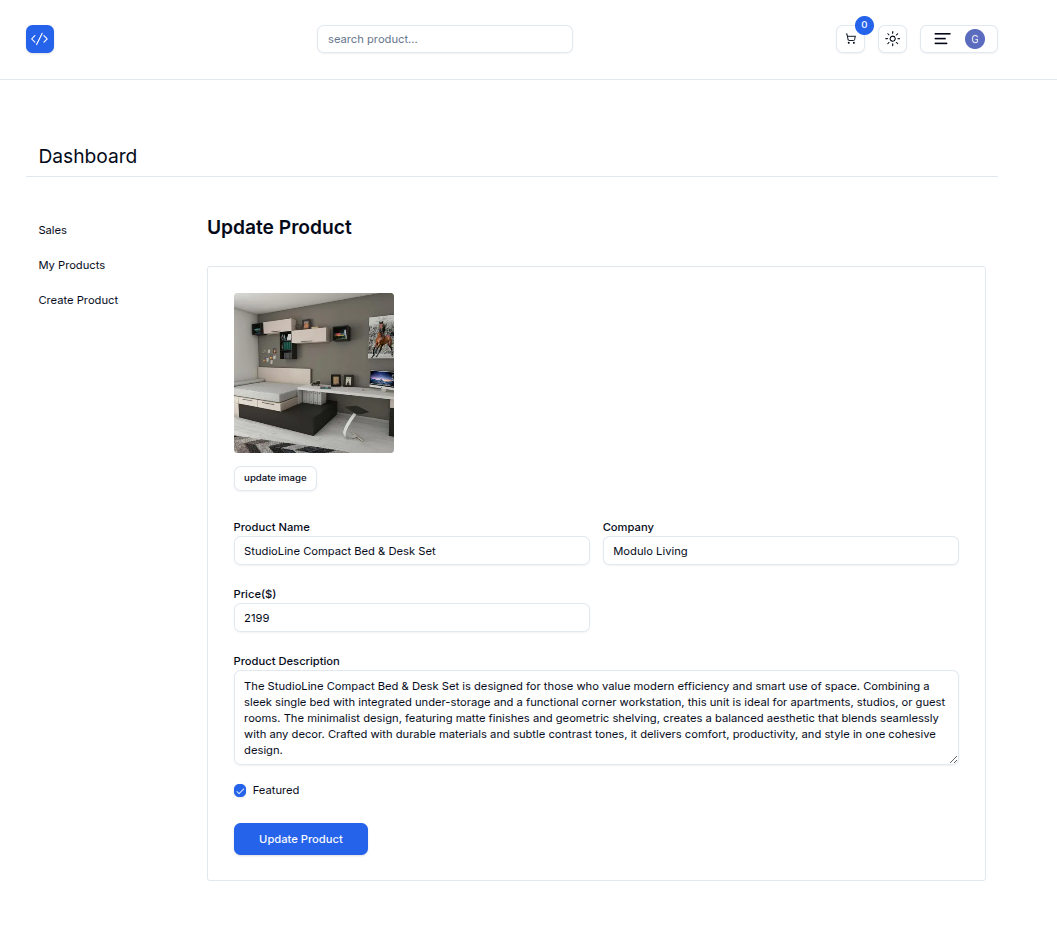 </>
search product...
0
G
Dashboard
Sales
My Products
Create Product
Update Product
update image
Product Name
StudioLine Compact Bed & Desk Set
Company
Modulo Living
Price($)
2199
Product Description
The StudioLine Compact Bed & Desk Set is designed for those who value modern efficiency and smart use of space. Combining a
sleek single bed with integrated under-storage and a functional corner workstation, this unit is ideal for apartments, studios, or guest
rooms. The minimalist design, featuring matte finishes and geometric shelving, creates a balanced aesthetic that blends seamlessly
with any decor. Crafted with durable materials and subtle contrast tones, it delivers comfort, productivity, and style in one cohesive
design.
Featured
Update Product